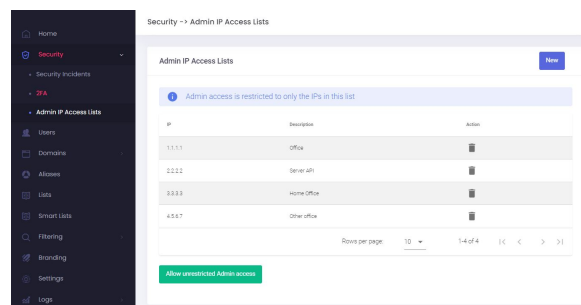 Security -> Admin IP Access Lists
Home
Security
Security Incidents
2FA
Admin IP Access Lists
Users
Domains
Aliases
Lists
Smart Lists
Filtering
Branding
Settings
Logs
Admin IP Access Lists
New
Admin access is restricted to only the IPs in this list
IP Description Action
1.1.1.1 Office
2.2.2.2 Server API
3.3.3.3 Home Office
4.5.6.7 Other office
Rows per page: 10 1-4 of 4
Allow unrestricted Admin access